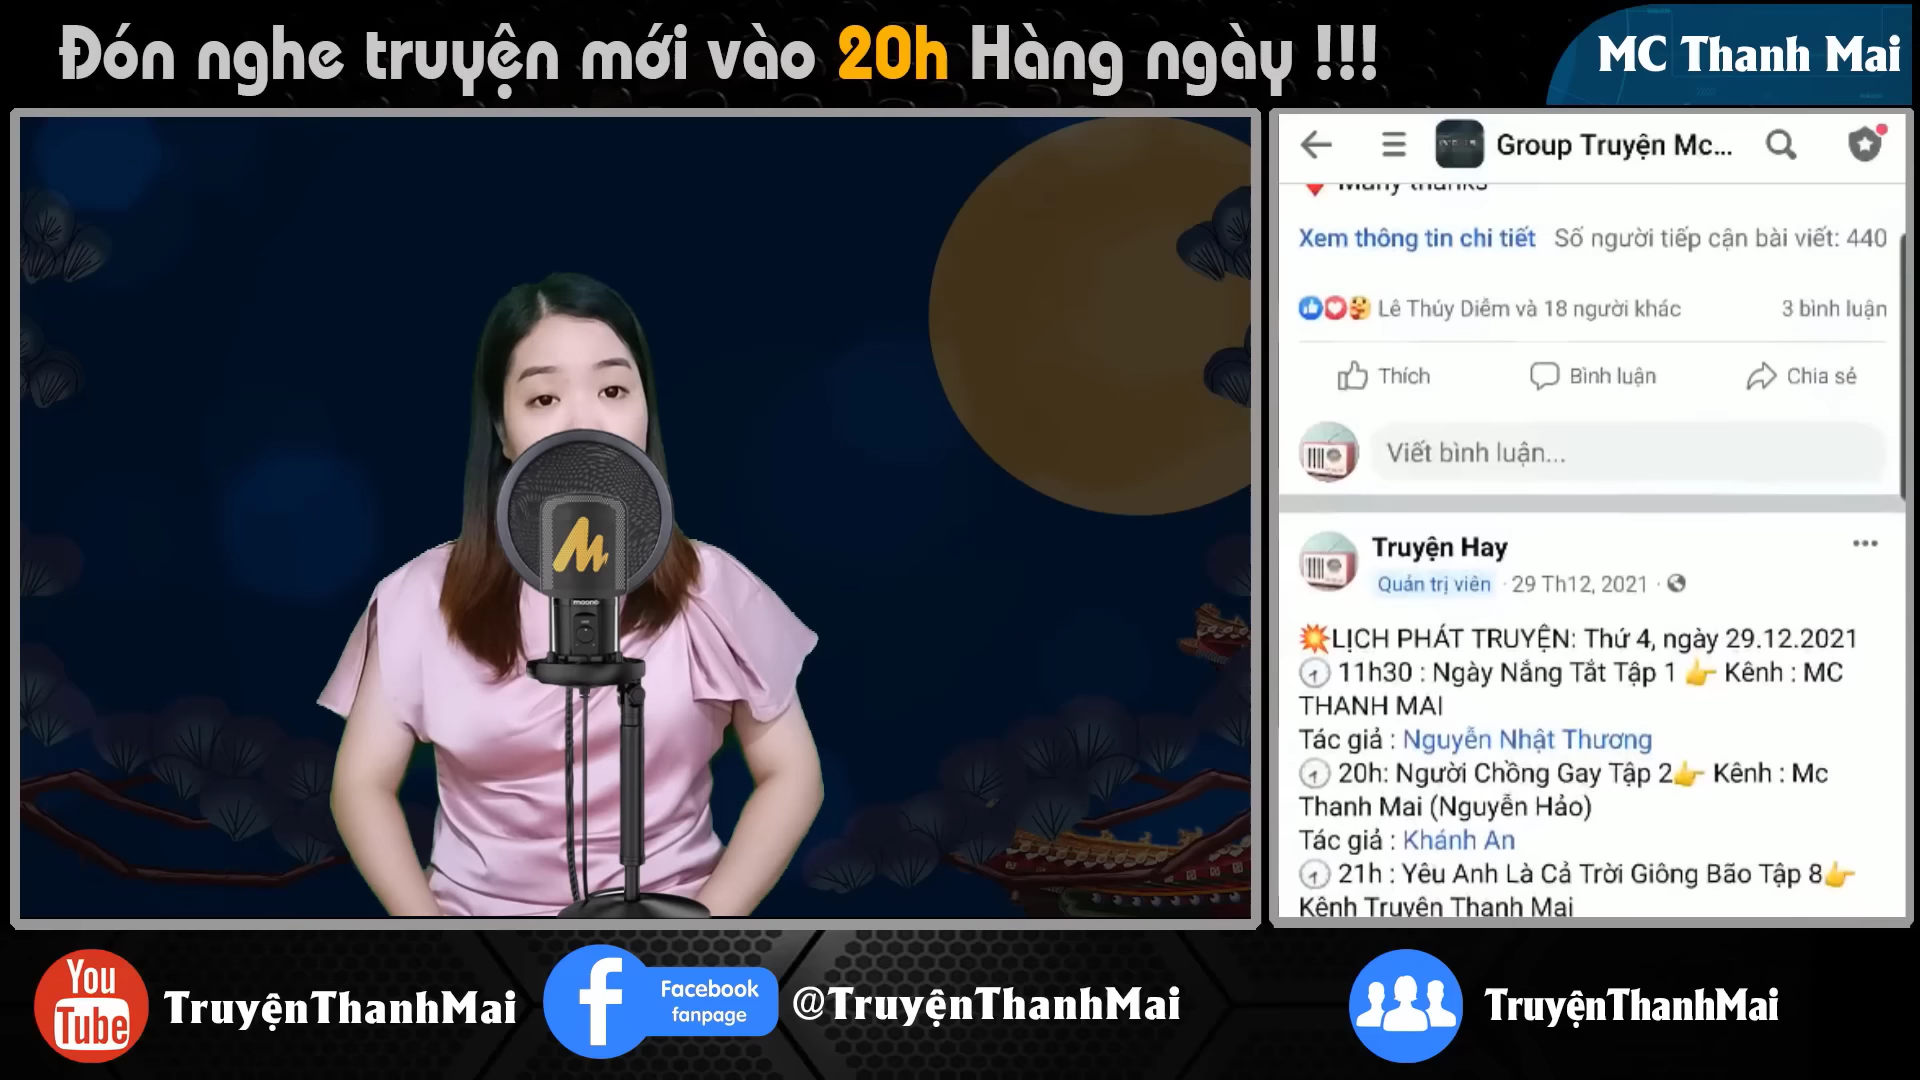 Đón nghe truyện mới vào 20h Hàng ngày !!!
MC Thanh Mai
Group Truyện Mc...
Many thanks
Xem thông tin chi tiết Số người tiếp cận bài viết: 440
Lê Thúy Diễm và 18 người khác 3 bình luận
Thích Bình luận Chia sẻ
Viết bình luận...
Truyện Hay
Quản trị viên · 29 Th12, 2021 ·
LỊCH PHÁT TRUYỆN: Thứ 4, ngày 29.12.2021
11h30 : Ngày Nắng Tắt Tập 1 👉 Kênh : MC
THANH MAI
Tác giả : Nguyễn Nhật Thương
20h: Người Chồng Gay Tập 2👉 Kênh : Mc
Thanh Mai (Nguyễn Hảo)
Tác giả : Khánh An
21h : Yêu Anh Là Cả Trời Giông Bão Tập 8👉
Kênh Truyện Thanh Mai
maono
You
Tube
TruyệnThanhMai
Facebook
fanpage
@TruyệnThanhMai
TruyệnThanhMai